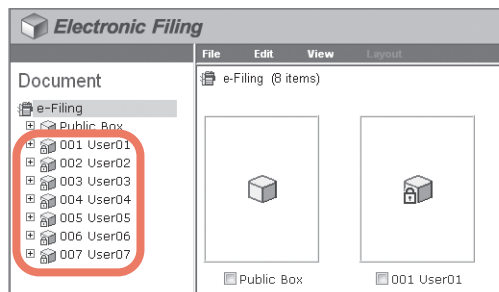 Electronic Filing
File Edit View Layout
Document
e-Filing
Public Box
001 User01
002 User02
003 User03
004 User04
005 User05
006 User06
007 User07
e-Filing (8 items)
Public Box
001 User01